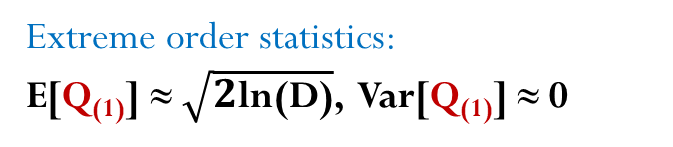 Extreme order statistics:
E[Q₍₁₎] ≈ √2ln(D), Var[Q₍₁₎] ≈ 0